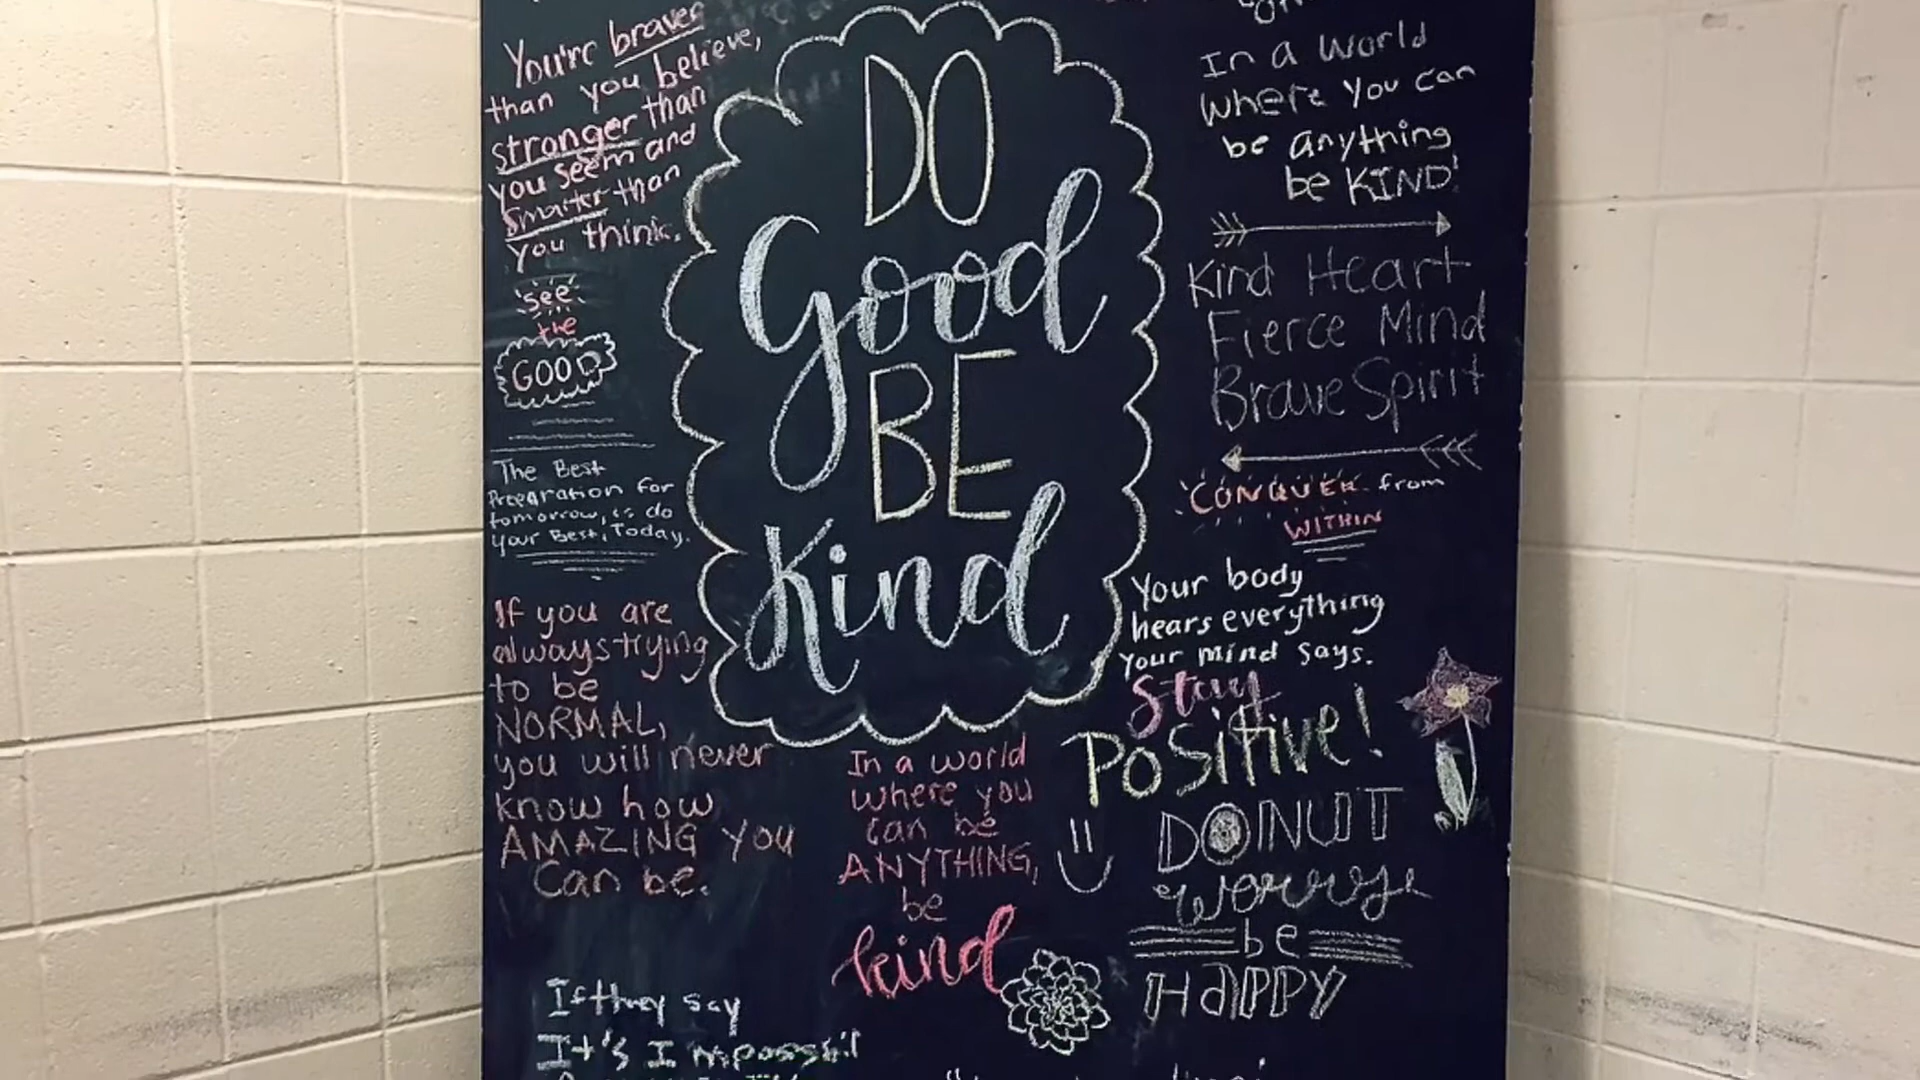 You're braver
than you believe,
stronger than
you seem and
smarter than
you think.
see
the
GOOD
The Best
Preparation for
tomorrow, is do
your Best, Today.
If you are
always trying
to be
NORMAL,
you will never
know how
AMAZING you
can be.
If they say
It's Impossi
DO
Good
BE
Kind
In a world
where you
can be
ANYTHING,
be
kind
In a world
where you can
be anything
be KIND!
Kind Heart
Fierce Mind
Brave Spirit
CONQUER from
WITHIN
Your body
hears everything
your mind says.
Stay
Positive!
DONUT
worry
be
HAPPY